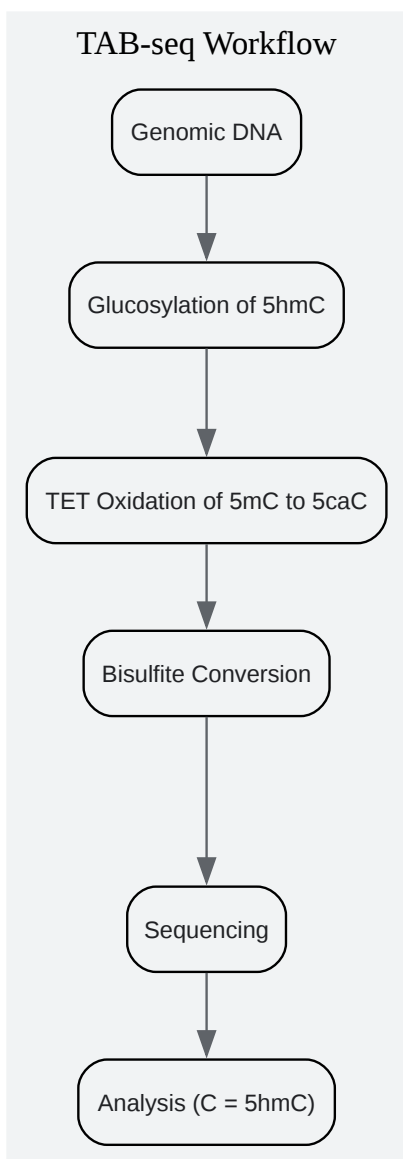 TAB-seq Workflow
Genomic DNA
Glucosylation of 5hmC
TET Oxidation of 5mC to 5caC
Bisulfite Conversion
Sequencing
Analysis (C = 5hmC)